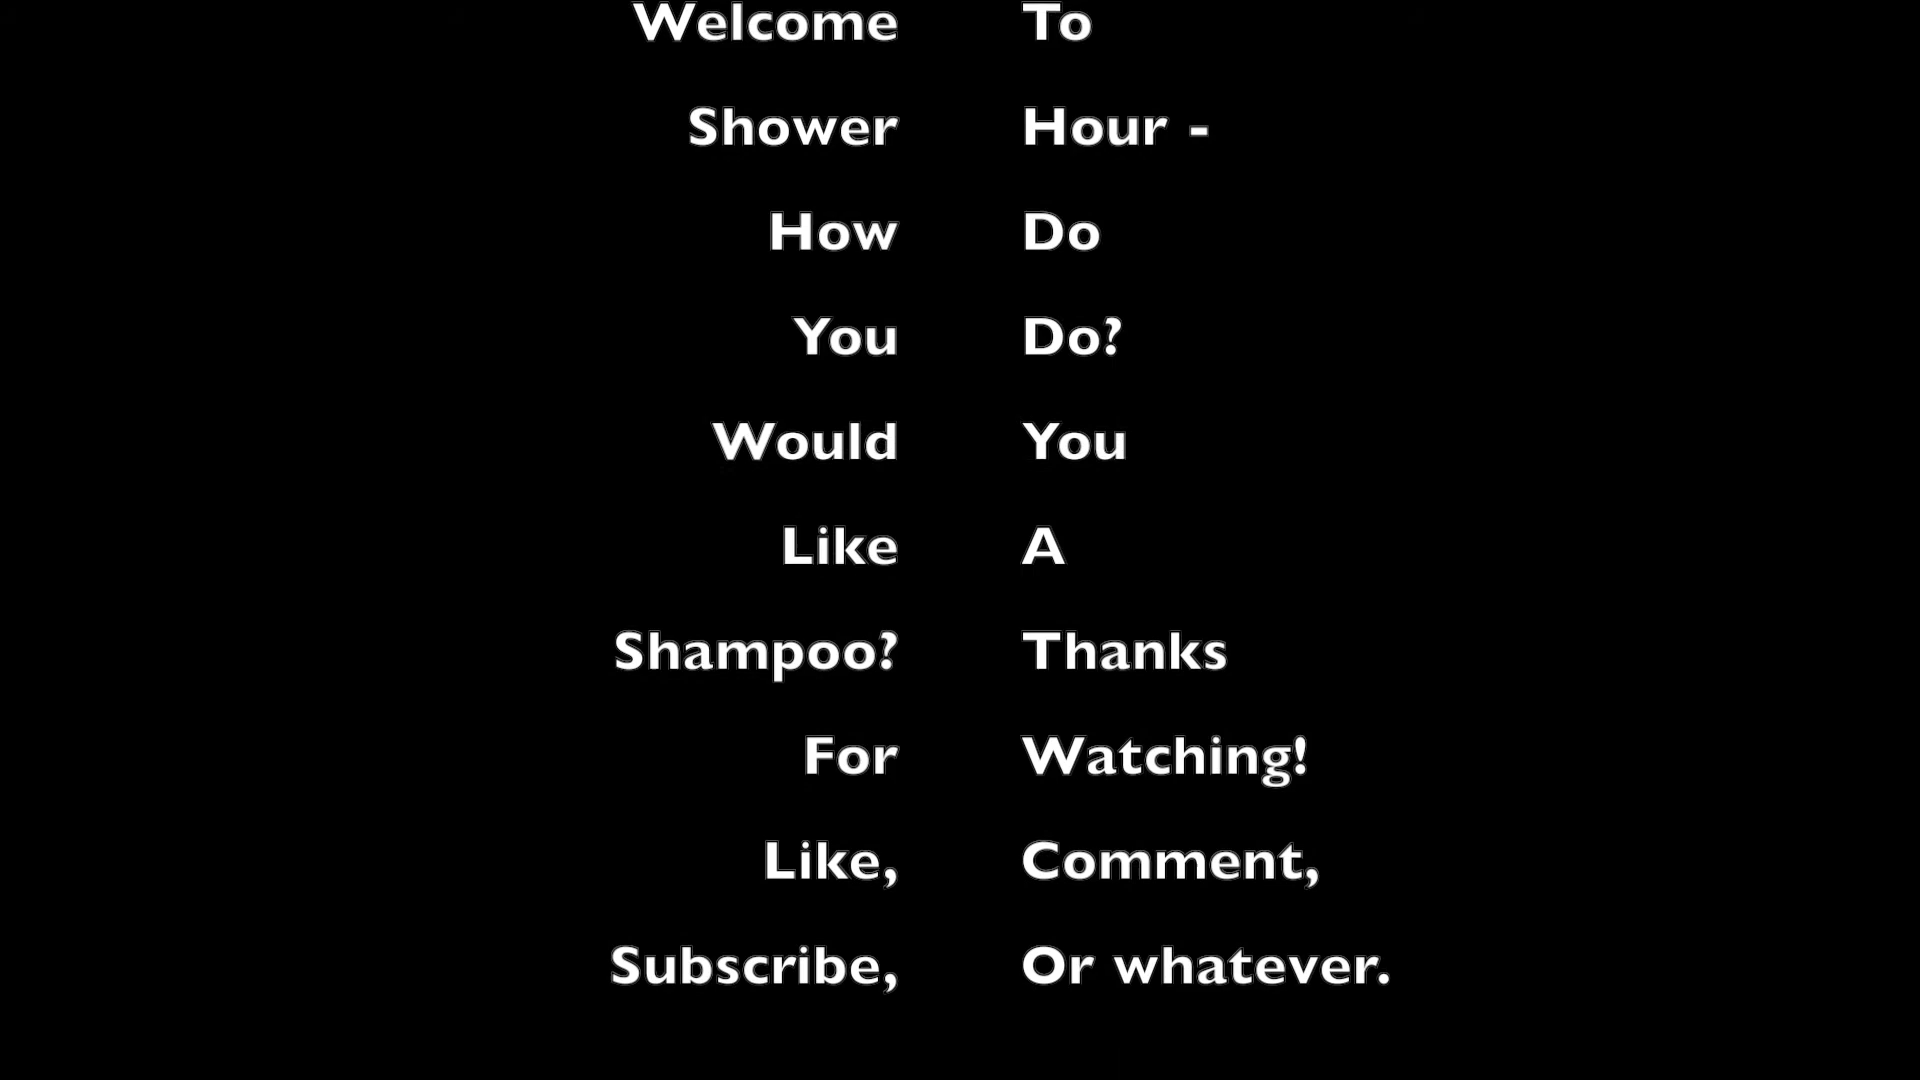 Welcome To
Shower Hour -
How Do
You Do?
Would You
Like A
Shampoo? Thanks
For Watching!
Like, Comment,
Subscribe, Or whatever.